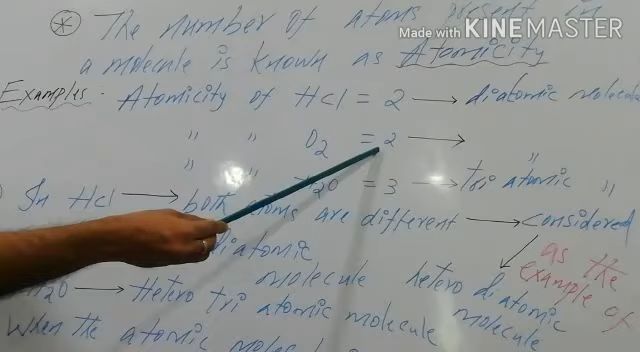 Made with KINEMASTER
* The number of atoms present in
a molecule is known as Atomicity
Examples - Atomicity of HCl = 2 → diatomic molecule
" " O2 = 2 → "
" " H2O = 3 → Tri atomic "
In HCl → both atoms are different → considered
as the
example of
diatomic
hetero diatomic
molecule
H2O → Hetero tri atomic molecule
molecule
When the atomic